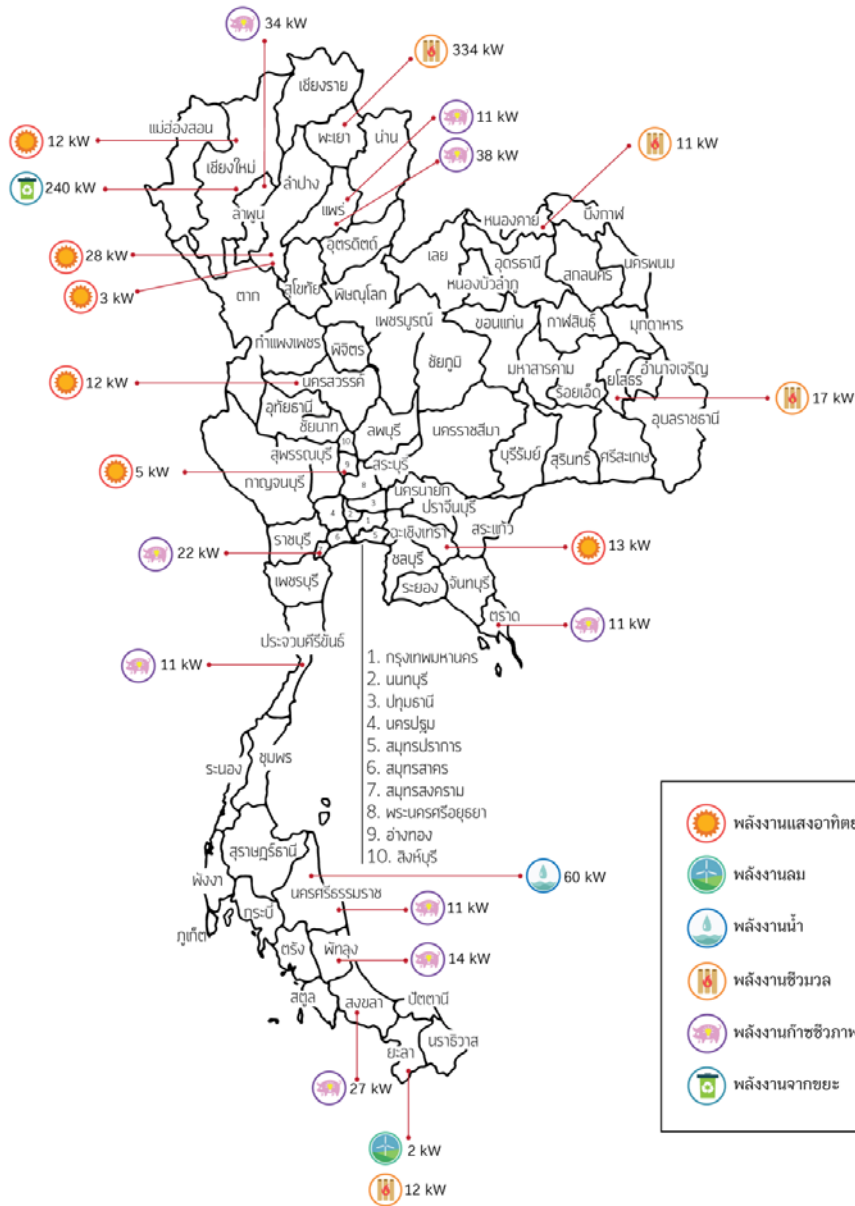 34 kW
334 kW
เชียงราย
แม่ฮ่องสอน
พะเยา
น่าน
11 kW
12 kW
เชียงใหม่
38 kW
11 kW
240 kW
ลำปาง
ลำพูน
แพร่
หนองคาย
บึงกาฬ
28 kW
อุตรดิตถ์
เลย
อุดรธานี
สกลนคร
นครพนม
3 kW
ตาก
สุโขทัย
พิษณุโลก
หนองบัวลำภู
เพชรบูรณ์
ขอนแก่น
กาฬสินธุ์
มุกดาหาร
กำแพงเพชร
พิจิตร
ชัยภูมิ
มหาสารคาม
อำนาจเจริญ
12 kW
นครสวรรค์
ร้อยเอ็ด
ยโสธร
17 kW
อุทัยธานี
ชัยนาท
ลพบุรี
นครราชสีมา
อุบลราชธานี
10
สุพรรณบุรี
บุรีรัมย์
สุรินทร์
ศรีสะเกษ
5 kW
9
สระบุรี
กาญจนบุรี
8
นครนายก
ปราจีนบุรี
3
4
2
1
สระแก้ว
ราชบุรี
6
5
ฉะเชิงเทรา
13 kW
22 kW
7
ชลบุรี
เพชรบุรี
ระยอง
จันทบุรี
ตราด
11 kW
ประจวบคีรีขันธ์
11 kW
1. กรุงเทพมหานคร
2. นนทบุรี
3. ปทุมธานี
4. นครปฐม
5. สมุทรปราการ
6. สมุทรสาคร
7. สมุทรสงคราม
8. พระนครศรีอยุธยา
9. อ่างทอง
10. สิงห์บุรี
ชุมพร
ระนอง
สุราษฎร์ธานี
60 kW
พังงา
นครศรีธรรมราช
กระบี่
11 kW
ภูเก็ต
ตรัง
พัทลุง
14 kW
สตูล
สงขลา
ปัตตานี
ยะลา
นราธิวาส
27 kW
2 kW
12 kW
พลังงานแสงอาทิตย
พลังงานลม
พลังงานน้ำ
พลังงานชีวมวล
พลังงานก๊าซชีวภาพ
พลังงานจากขยะ